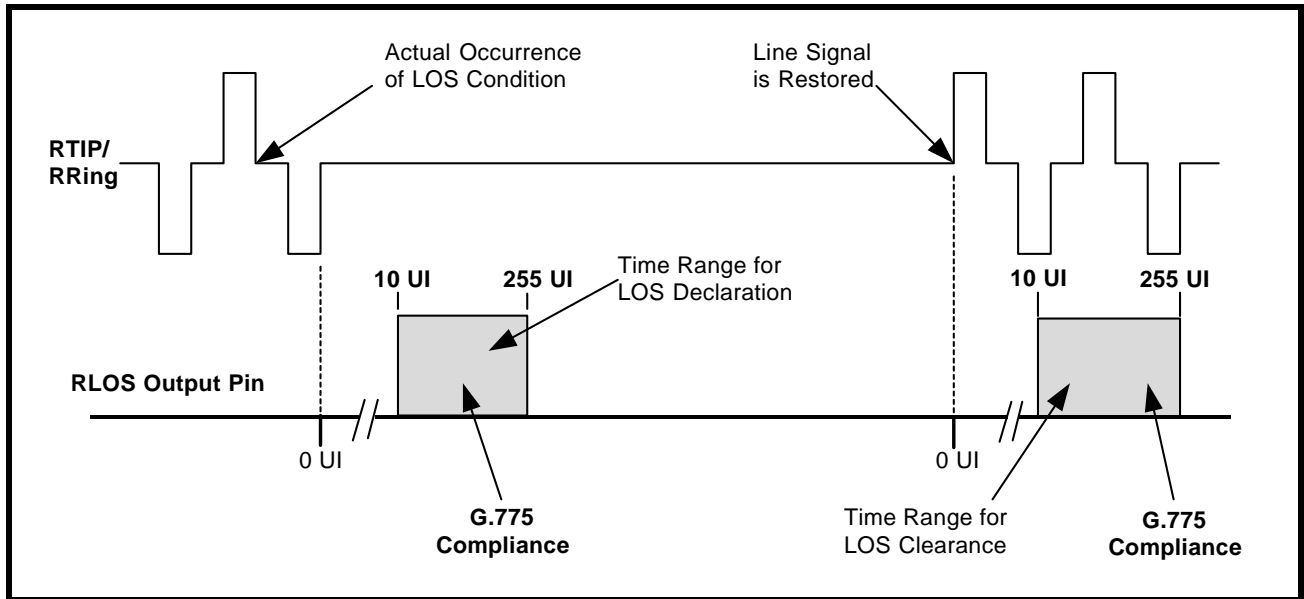 Actual Occurrence
of LOS Condition
Line Signal
is Restored
RTIP/
RRing
10 UI
255 UI
Time Range for
LOS Declaration
10 UI
255 UI
RLOS Output Pin
0 UI
0 UI
G.775
Compliance
Time Range for
LOS Clearance
G.775
Compliance